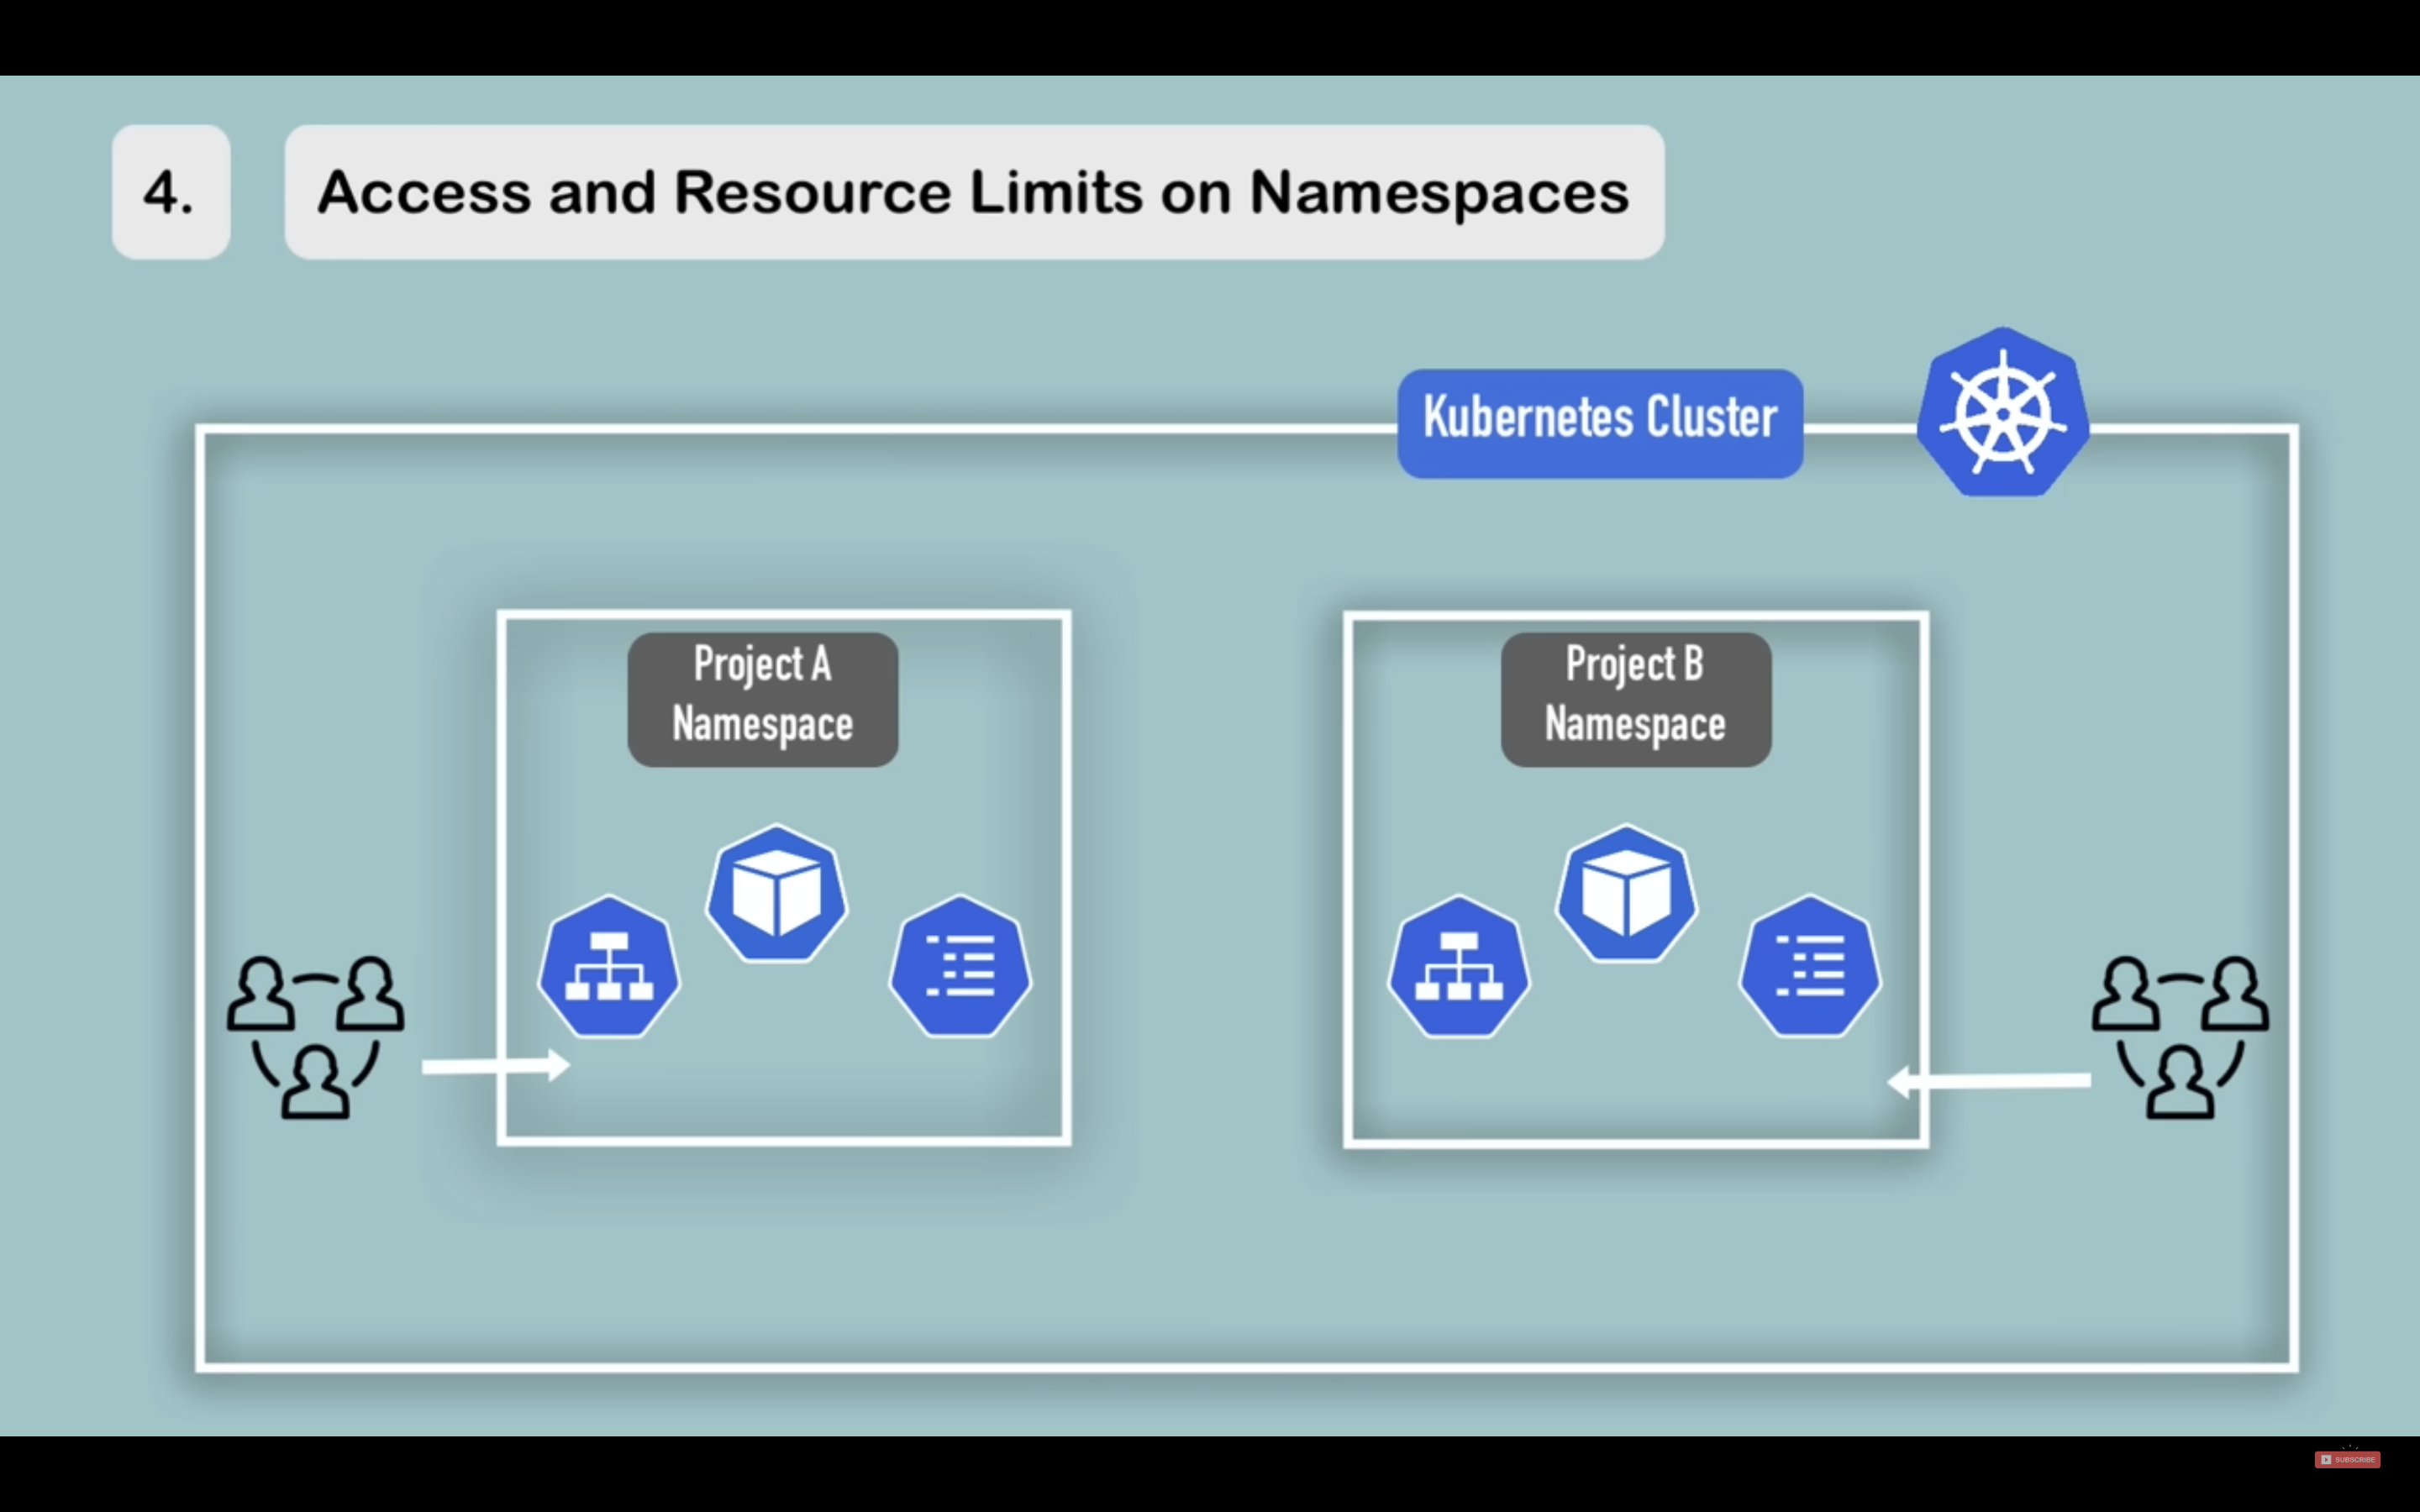 4.
Access and Resource Limits on Namespaces
Kubernetes Cluster
Project A
Namespace
Project B
Namespace
SUBSCRIBE